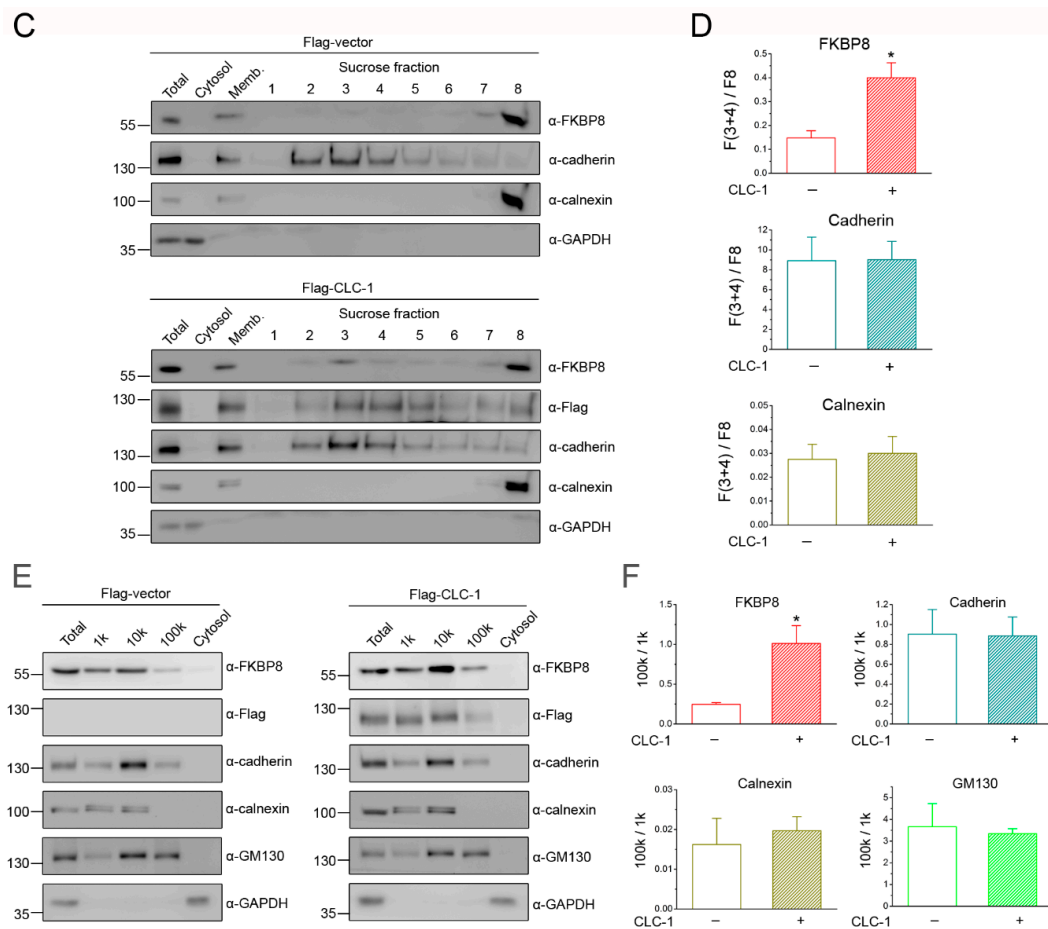 C
Flag-vector
Sucrose fraction
Total Cytosol Memb. 1 2 3 4 5 6 7 8
55 α-FKBP8
130 α-cadherin
100 α-calnexin
35 α-GAPDH
Flag-CLC-1
Sucrose fraction
Total Cytosol Memb. 1 2 3 4 5 6 7 8
55 α-FKBP8
130 α-Flag
130 α-cadherin
100 α-calnexin
35 α-GAPDH
D
FKBP8
F(3+4) / F8
0.5
0.4
0.3
0.2
0.1
0.0
*
CLC-1 – +
Cadherin
F(3+4) / F8
12
10
8
6
4
2
0
CLC-1 – +
Calnexin
F(3+4) / F8
0.05
0.04
0.03
0.02
0.01
0.00
CLC-1 – +
E
Flag-vector
Total 1k 10k 100k Cytosol
55 α-FKBP8
130 α-Flag
130 α-cadherin
100 α-calnexin
130 α-GM130
35 α-GAPDH
Flag-CLC-1
Total 1k 10k 100k Cytosol
55 α-FKBP8
130 α-Flag
130 α-cadherin
100 α-calnexin
130 α-GM130
35 α-GAPDH
F
FKBP8
100k / 1k
1.5
1.0
0.5
0.0
*
CLC-1 – +
Cadherin
100k / 1k
1.2
1.0
0.8
0.6
0.4
0.2
0.0
CLC-1 – +
Calnexin
100k / 1k
0.03
0.02
0.01
0.00
CLC-1 – +
GM130
100k / 1k
5
4
3
2
1
0
CLC-1 – +